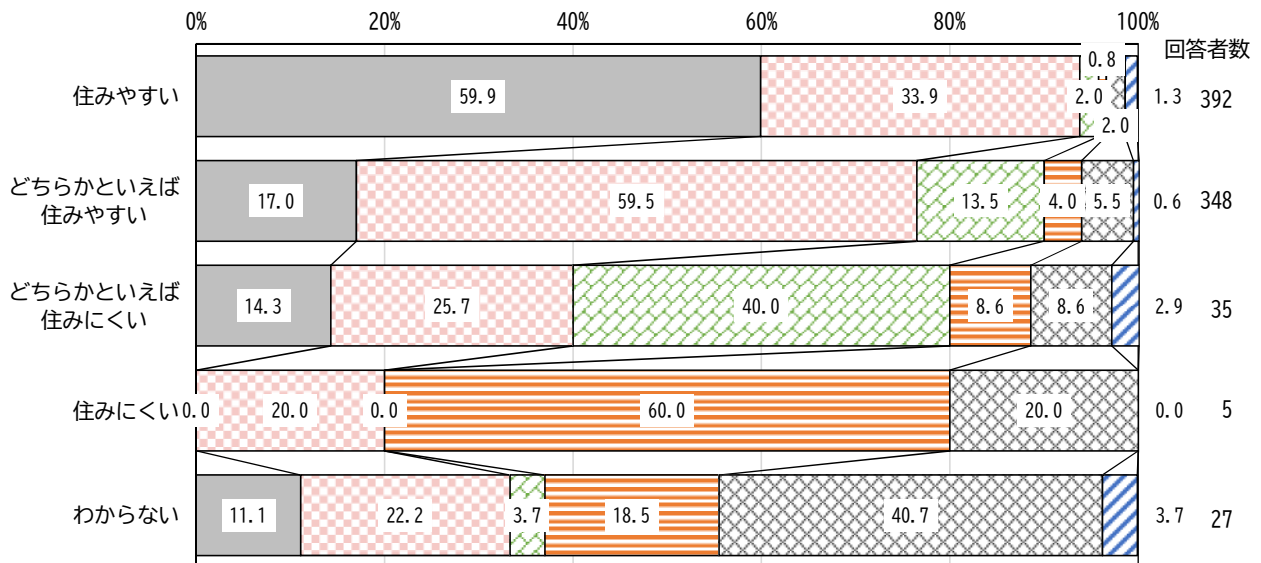 0% 20% 40% 60% 80% 100%
回答者数
住みやすい 59.9 33.9 2.0 0.8 2.0 1.3 392
どちらかといえば
住みやすい 17.0 59.5 13.5 4.0 5.5 0.6 348
どちらかといえば
住みにくい 14.3 25.7 40.0 8.6 8.6 2.9 35
住みにくい 0.0 20.0 0.0 60.0 20.0 0.0 5
わからない 11.1 22.2 3.7 18.5 40.7 3.7 27